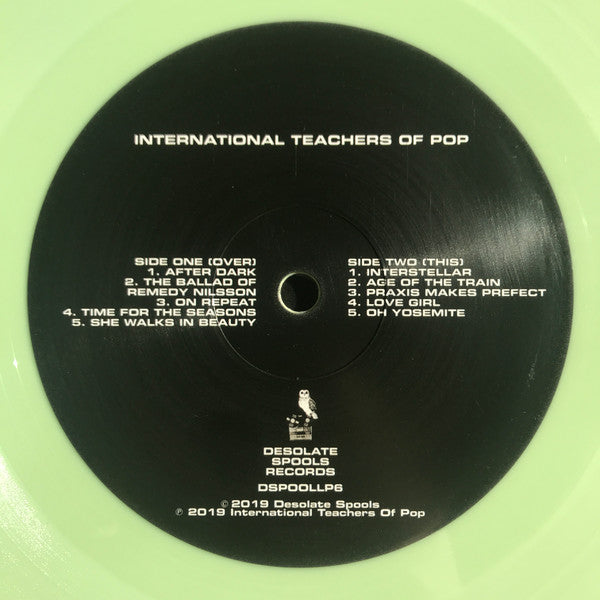 INTERNATIONAL TEACHERS OF POP
SIDE ONE (OVER)
1. AFTER DARK
2. THE BALLAD OF
REMEDY NILSSON
3. ON REPEAT
4. TIME FOR THE SEASONS
5. SHE WALKS IN BEAUTY
SIDE TWO (THIS)
1. INTERSTELLAR
2. AGE OF THE TRAIN
3. PRAXIS MAKES PREFECT
4. LOVE GIRL
5. OH YOSEMITE
DESOLATE
SPOOLS
RECORDS
DSPOOLLP6
© 2019 Desolate Spools
℗ 2019 International Teachers Of Pop